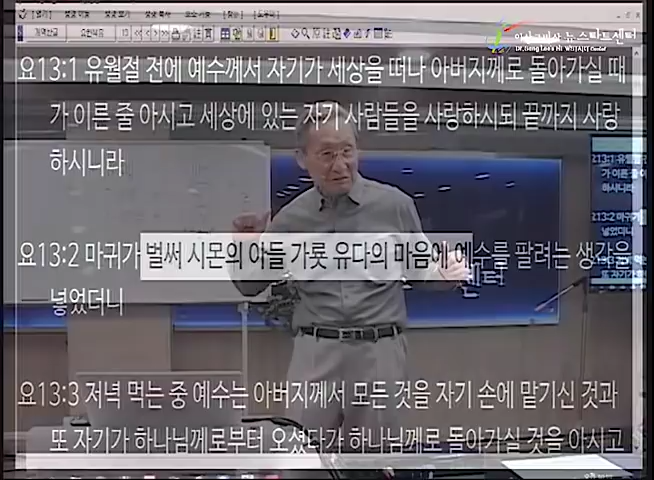 뉴스타트센터
요13:1 유월절 전에 예수께서 자기가 세상을 떠나 아버지께로 돌아가실 때
가 이른 줄 아시고 세상에 있는 자기 사람들을 사랑하시되 끝까지 사랑
하시니라
요13:2 마귀가 벌써 시몬의 아들 가룟 유다의 마음에 예수를 팔려는 생각을
넣었더니
센터
요13:3 저녁 먹는 중 예수는 아버지께서 모든 것을 자기 손에 맡기신 것과
또 자기가 하나님께로부터 오셨다가 하나님께로 돌아가실 것을 아시고